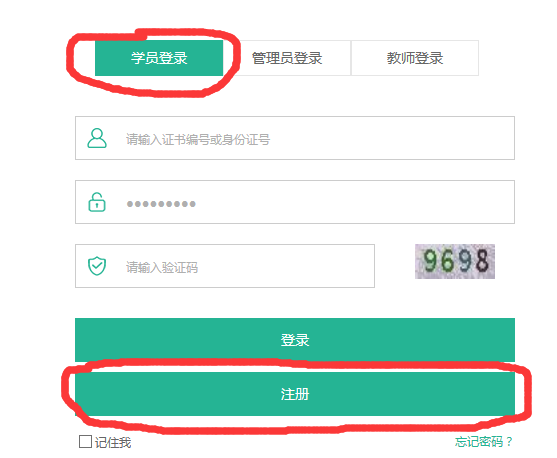 学员登录 管理员登录 教师登录
请输入证书编号或身份证号
•••••••••
请输入验证码 9698
登录
注册
记住我 忘记密码？